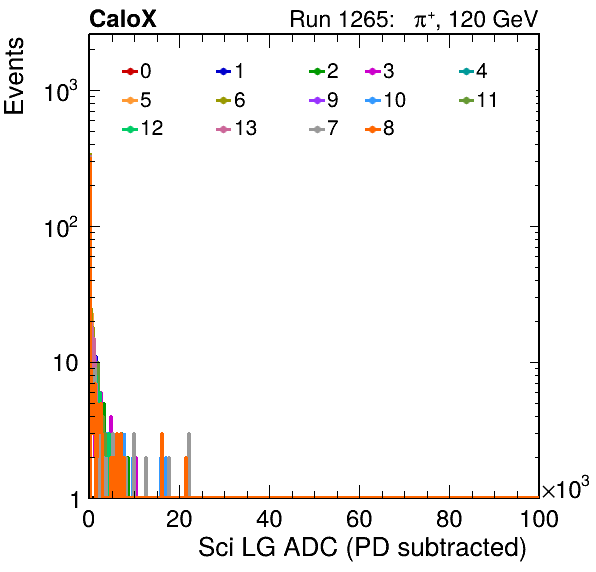 CaloX Run 1265: π⁺, 120 GeV
Events
0 1 2 3 4
5 6 9 10 11
12 13 7 8
10³
10²
10
1
0 20 40 60 80 100
×10³
Sci LG ADC (PD subtracted)